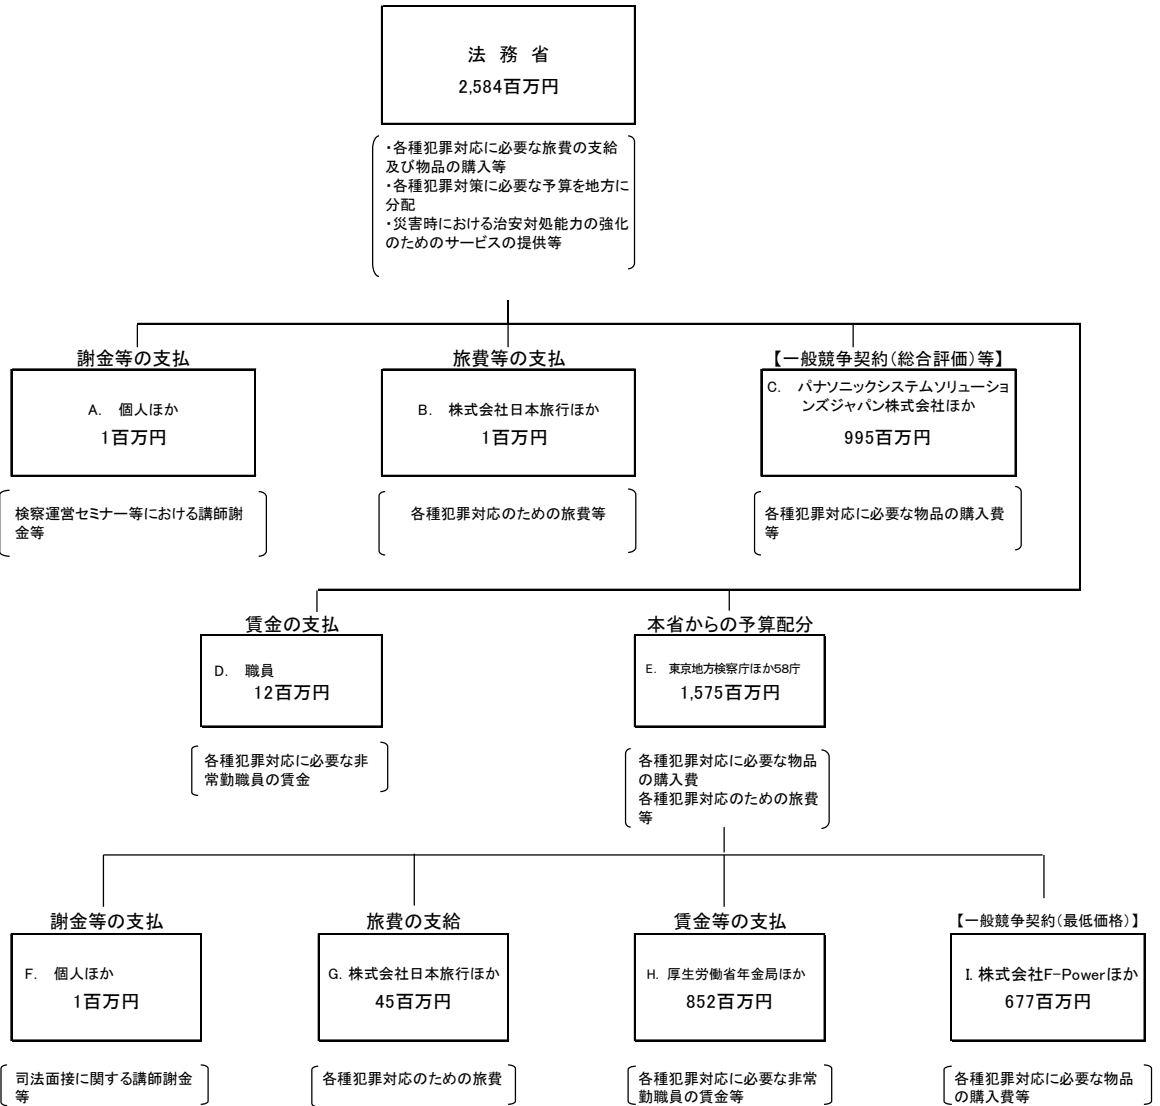 法　務　省
2,584百万円
・各種犯罪対応に必要な旅費の支給
及び物品の購入等
・各種犯罪対策に必要な予算を地方に
分配
・災害時における治安対処能力の強化
のためのサービスの提供等
謝金等の支払
A.　個人ほか
1百万円
検察運営セミナー等における講師謝
金等
旅費等の支払
B.　株式会社日本旅行ほか
1百万円
各種犯罪対応のための旅費等
【一般競争契約（総合評価）等】
C.　パナソニックシステムソリューショ
ンズジャパン株式会社ほか
995百万円
各種犯罪対応に必要な物品の購入費
等
賃金の支払
D.　職員
12百万円
各種犯罪対応に必要な非
常勤職員の賃金
本省からの予算配分
E.　東京地方検察庁ほか58庁
1,575百万円
各種犯罪対応に必要な物品
の購入費
各種犯罪対応のための旅費
等
謝金等の支払
F.　個人ほか
1百万円
司法面接に関する講師謝金
等
旅費の支給
G. 株式会社日本旅行ほか
45百万円
各種犯罪対応のための旅費
賃金等の支払
H. 厚生労働省年金局ほか
852百万円
各種犯罪対応に必要な非常
勤職員の賃金等
【一般競争契約（最低価格）】
I. 株式会社F-Powerほか
677百万円
各種犯罪対応に必要な物品
の購入費等